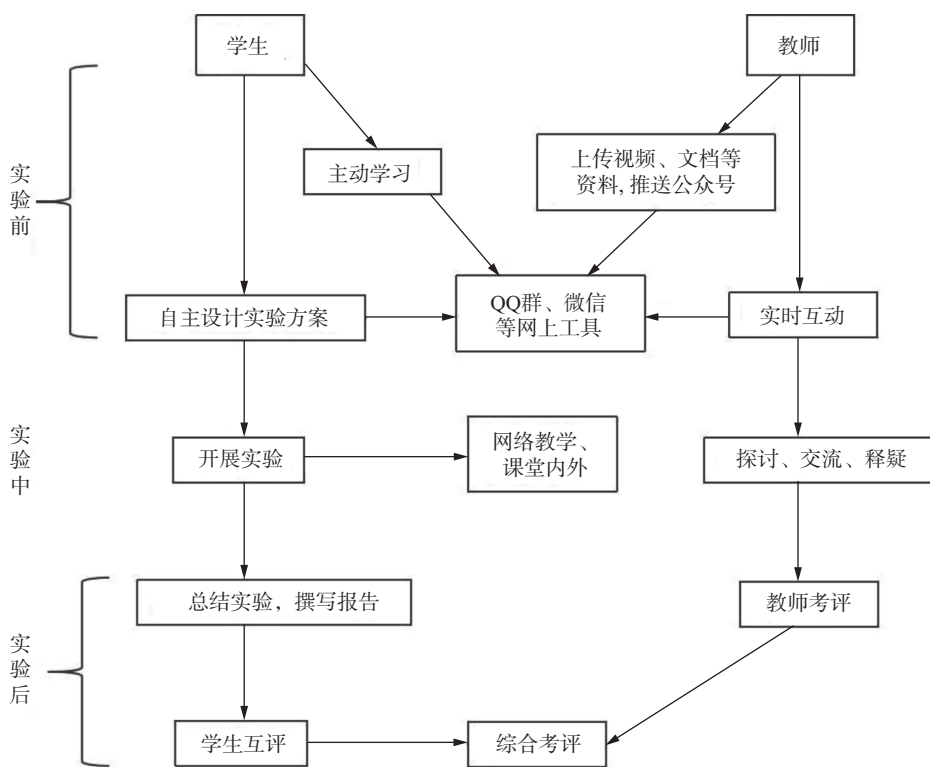 学生
教师
实验前
主动学习
上传视频、文档等
资料, 推送公众号
自主设计实验方案
QQ群、微信
等网上工具
实时互动
实验中
开展实验
网络教学、
课堂内外
探讨、交流、释疑
实验后
总结实验，撰写报告
教师考评
学生互评
综合考评